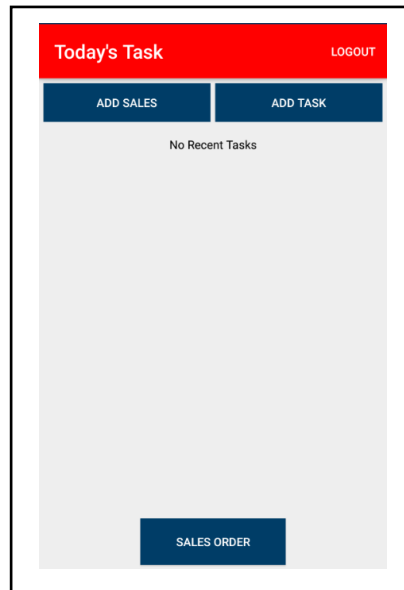 Today's Task LOGOUT
ADD SALES ADD TASK
No Recent Tasks
SALES ORDER